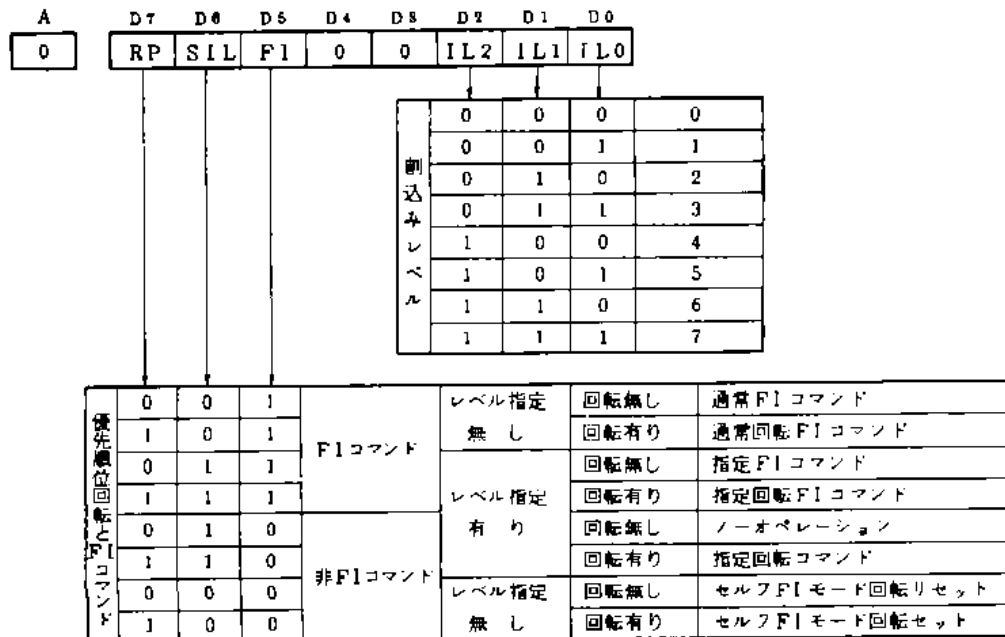 A D7 D6 D5 D4 D3 D2 D1 D0
0 RP SIL FI 0 0 IL2 IL1 IL0
割込みレベル
0 0 0 0
0 0 1 1
0 1 0 2
0 1 1 3
1 0 0 4
1 0 1 5
1 1 0 6
1 1 1 7
優先順位回転とFIコマンド
0 0 1 FIコマンド レベル指定無し 回転無し 通常FIコマンド
1 0 1 回転有り 通常回転FIコマンド
0 1 1 レベル指定有り 回転無し 指定FIコマンド
1 1 1 回転有り 指定回転FIコマンド
0 1 0 非FIコマンド 回転無し ノーオペレーション
1 1 0 回転有り 指定回転コマンド
0 0 0 レベル指定無し 回転無し セルフFIモード回転リセット
1 0 0 回転有り セルフFIモード回転セット